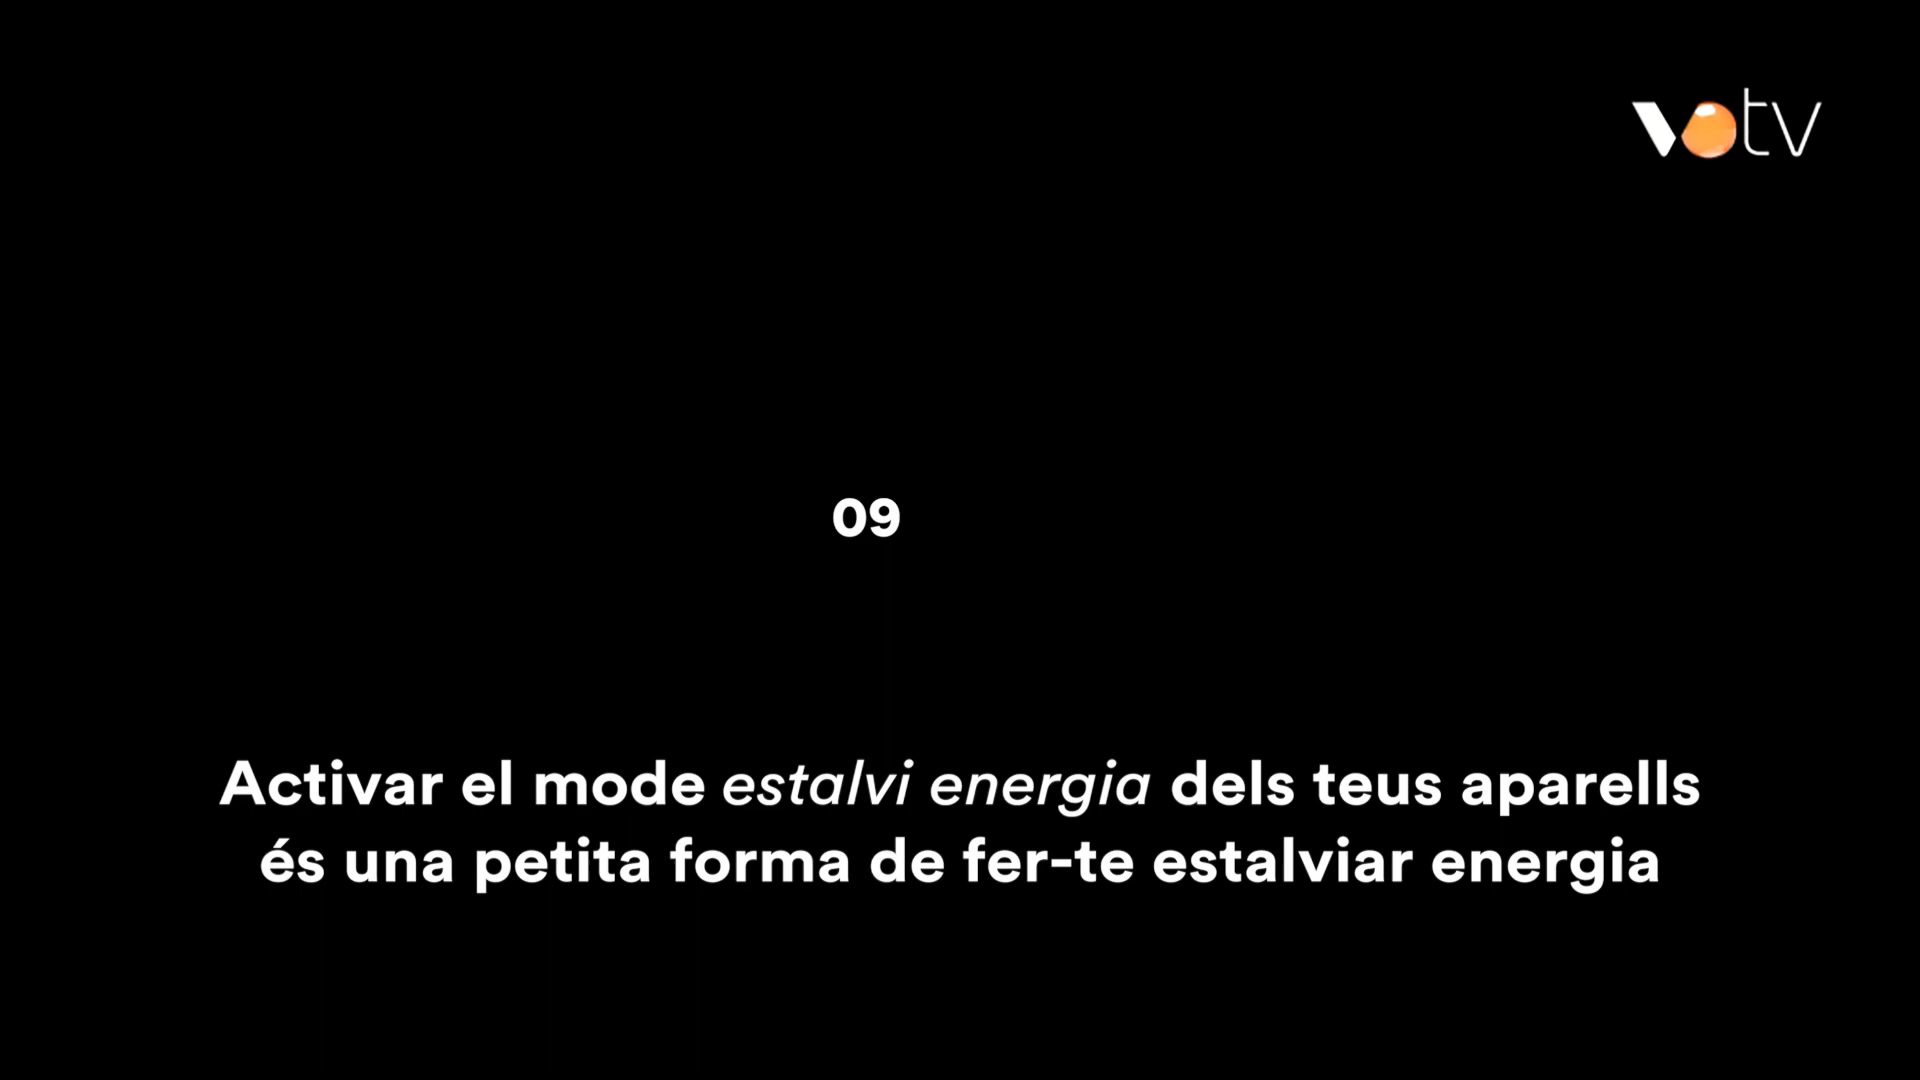 votv
09
Activar el mode estalvi energia dels teus aparells
és una petita forma de fer-te estalviar energia